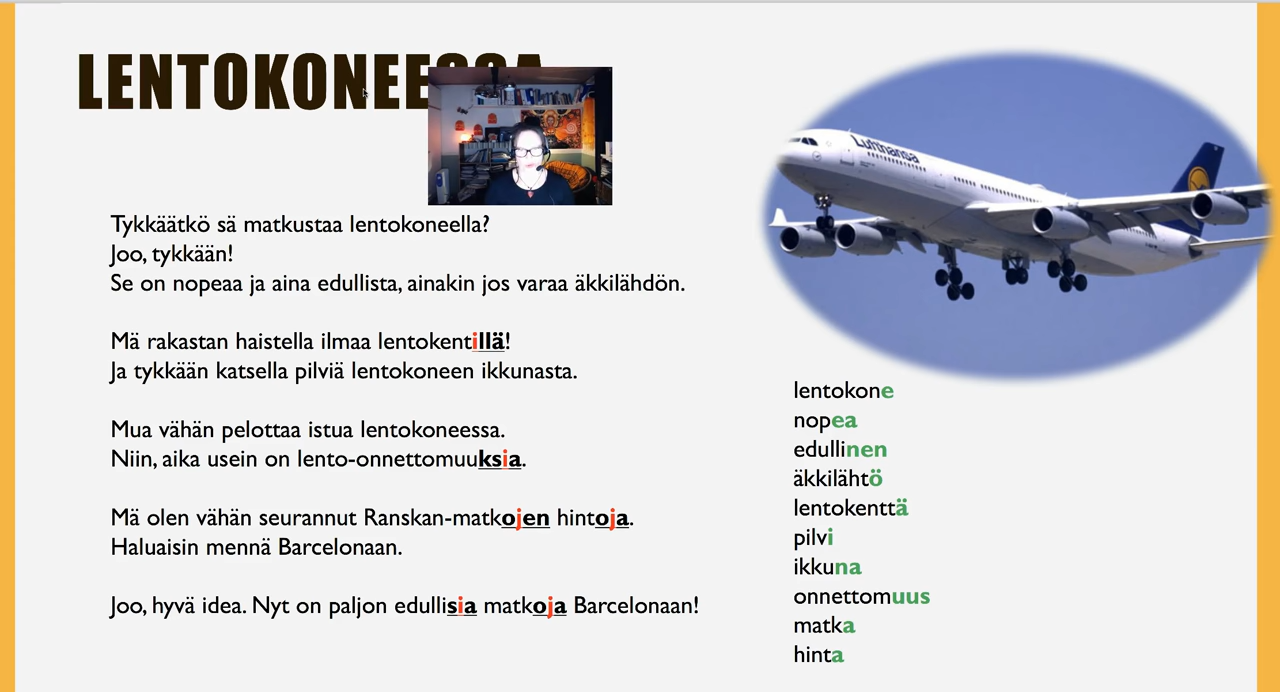 Lufthansa
Tykkäätkö sä matkustaa lentokoneella?
Joo, tykkään!
Se on nopeaa ja aina edullista, ainakin jos varaa äkkilähdön.
Mä rakastan haistella ilmaa lentokentillä!
Ja tykkään katsella pilviä lentokoneen ikkunasta.
Mua vähän pelottaa istua lentokoneessa.
Niin, aika usein on lento-onnettomuuksia.
Mä olen vähän seurannut Ranskan-matkojen hintoja.
Haluaisin mennä Barcelonaan.
Joo, hyvä idea. Nyt on paljon edullisia matkoja Barcelonaan!
lentokone
nopea
edullinen
äkkilähtö
lentokenttä
pilvi
ikkuna
onnettomuus
matka
hinta